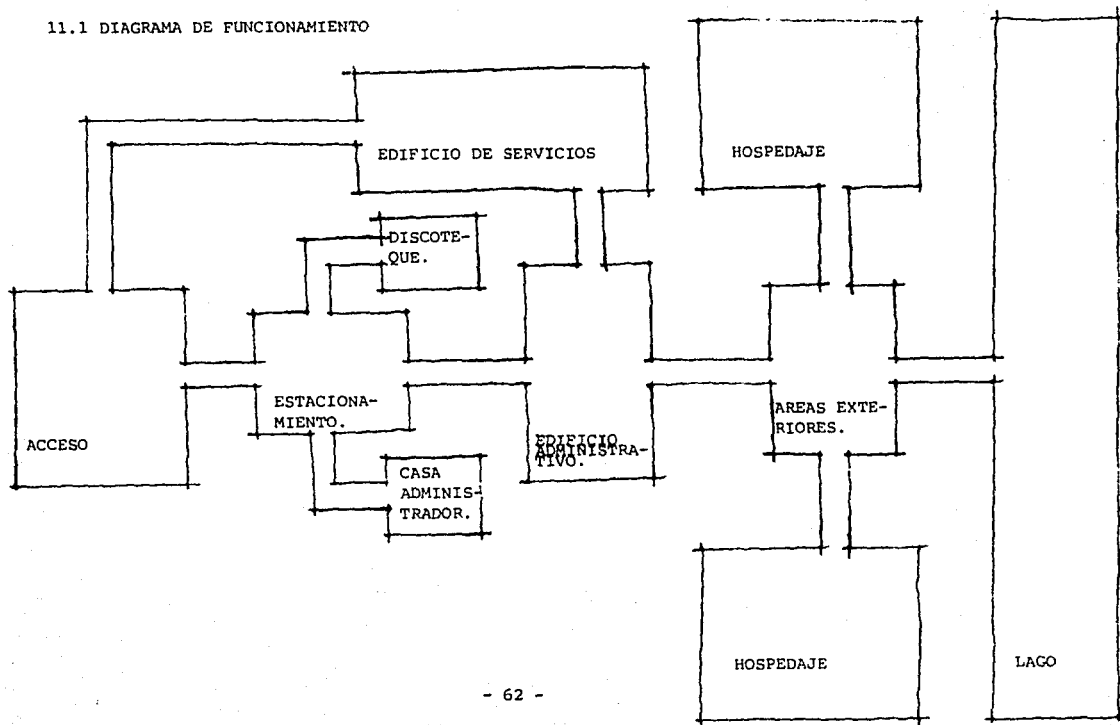 11.1 DIAGRAMA DE FUNCIONAMIENTO
EDIFICIO DE SERVICIOS
HOSPEDAJE
DISCOTE-
QUE.
ESTACIONA-
MIENTO.
ACCESO
EDIFICIO
ADMINISTRA-
TIVO.
AREAS EXTE-
RIORES.
CASA
ADMINIS-
TRADOR.
HOSPEDAJE
LAGO
- 62 -